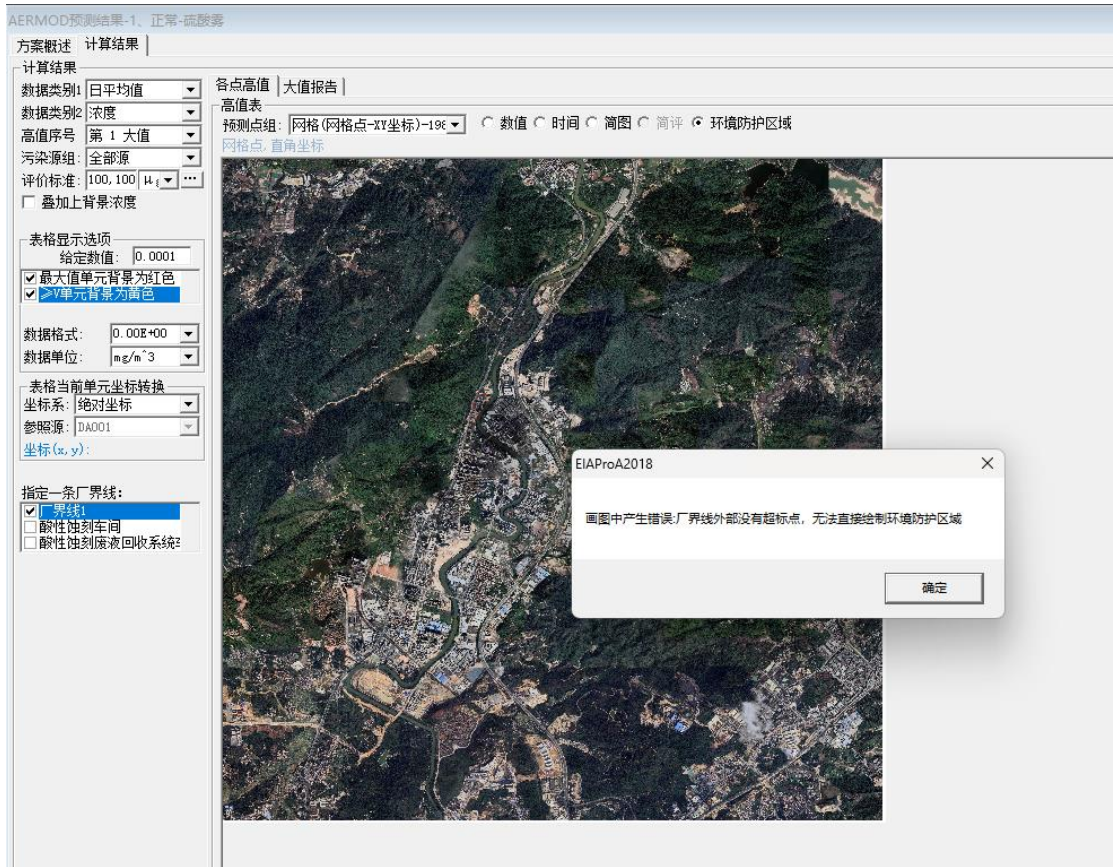 AERMOD预测结果-1、正常-硫酸雾
方案概述 计算结果
计算结果
数据类别1 日平均值
数据类别2 浓度
高值序号 第 1 大值
污染源组: 全部源
评价标准: 100,100 μg ...
叠加上背景浓度
表格显示选项
给定数值: 0.0001
最大值单元背景为红色
≥V单元背景为黄色
数据格式: 0.00E+00
数据单位: mg/m^3
表格当前单元坐标转换
坐标系: 绝对坐标
参照源: DA001
坐标(x,y):
指定一条厂界线:
厂界线1
酸性蚀刻车间
酸性蚀刻废液回收系统
各点高值 大值报告
高值表
预测点组: 网格(网格点-XY坐标)-198 数值 时间 简图 简评 环境防护区域
网格点,直角坐标
EIAProA2018
画图中产生错误:厂界线外部没有超标点，无法直接绘制环境防护区域
确定